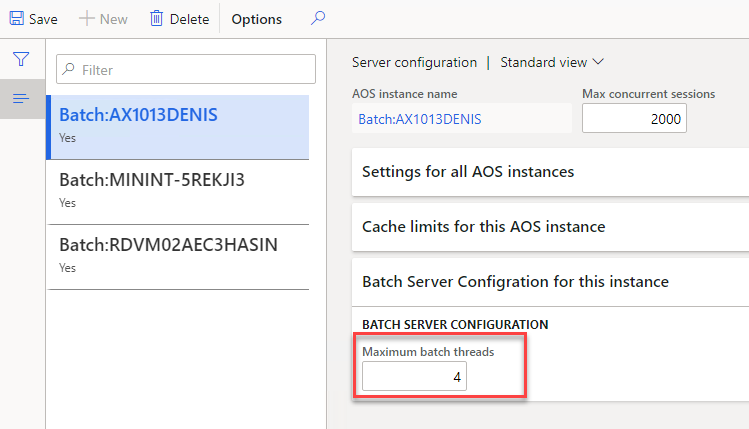 Save New Delete Options
Filter
Batch:AX1013DENIS
Yes
Batch:MININT-5REKJI3
Yes
Batch:RDVM02AEC3HASIN
Yes
Server configuration | Standard view
AOS instance name Max concurrent sessions
Batch:AX1013DENIS 2000
Settings for all AOS instances
Cache limits for this AOS instance
Batch Server Configration for this instance
BATCH SERVER CONFIGURATION
Maximum batch threads
4